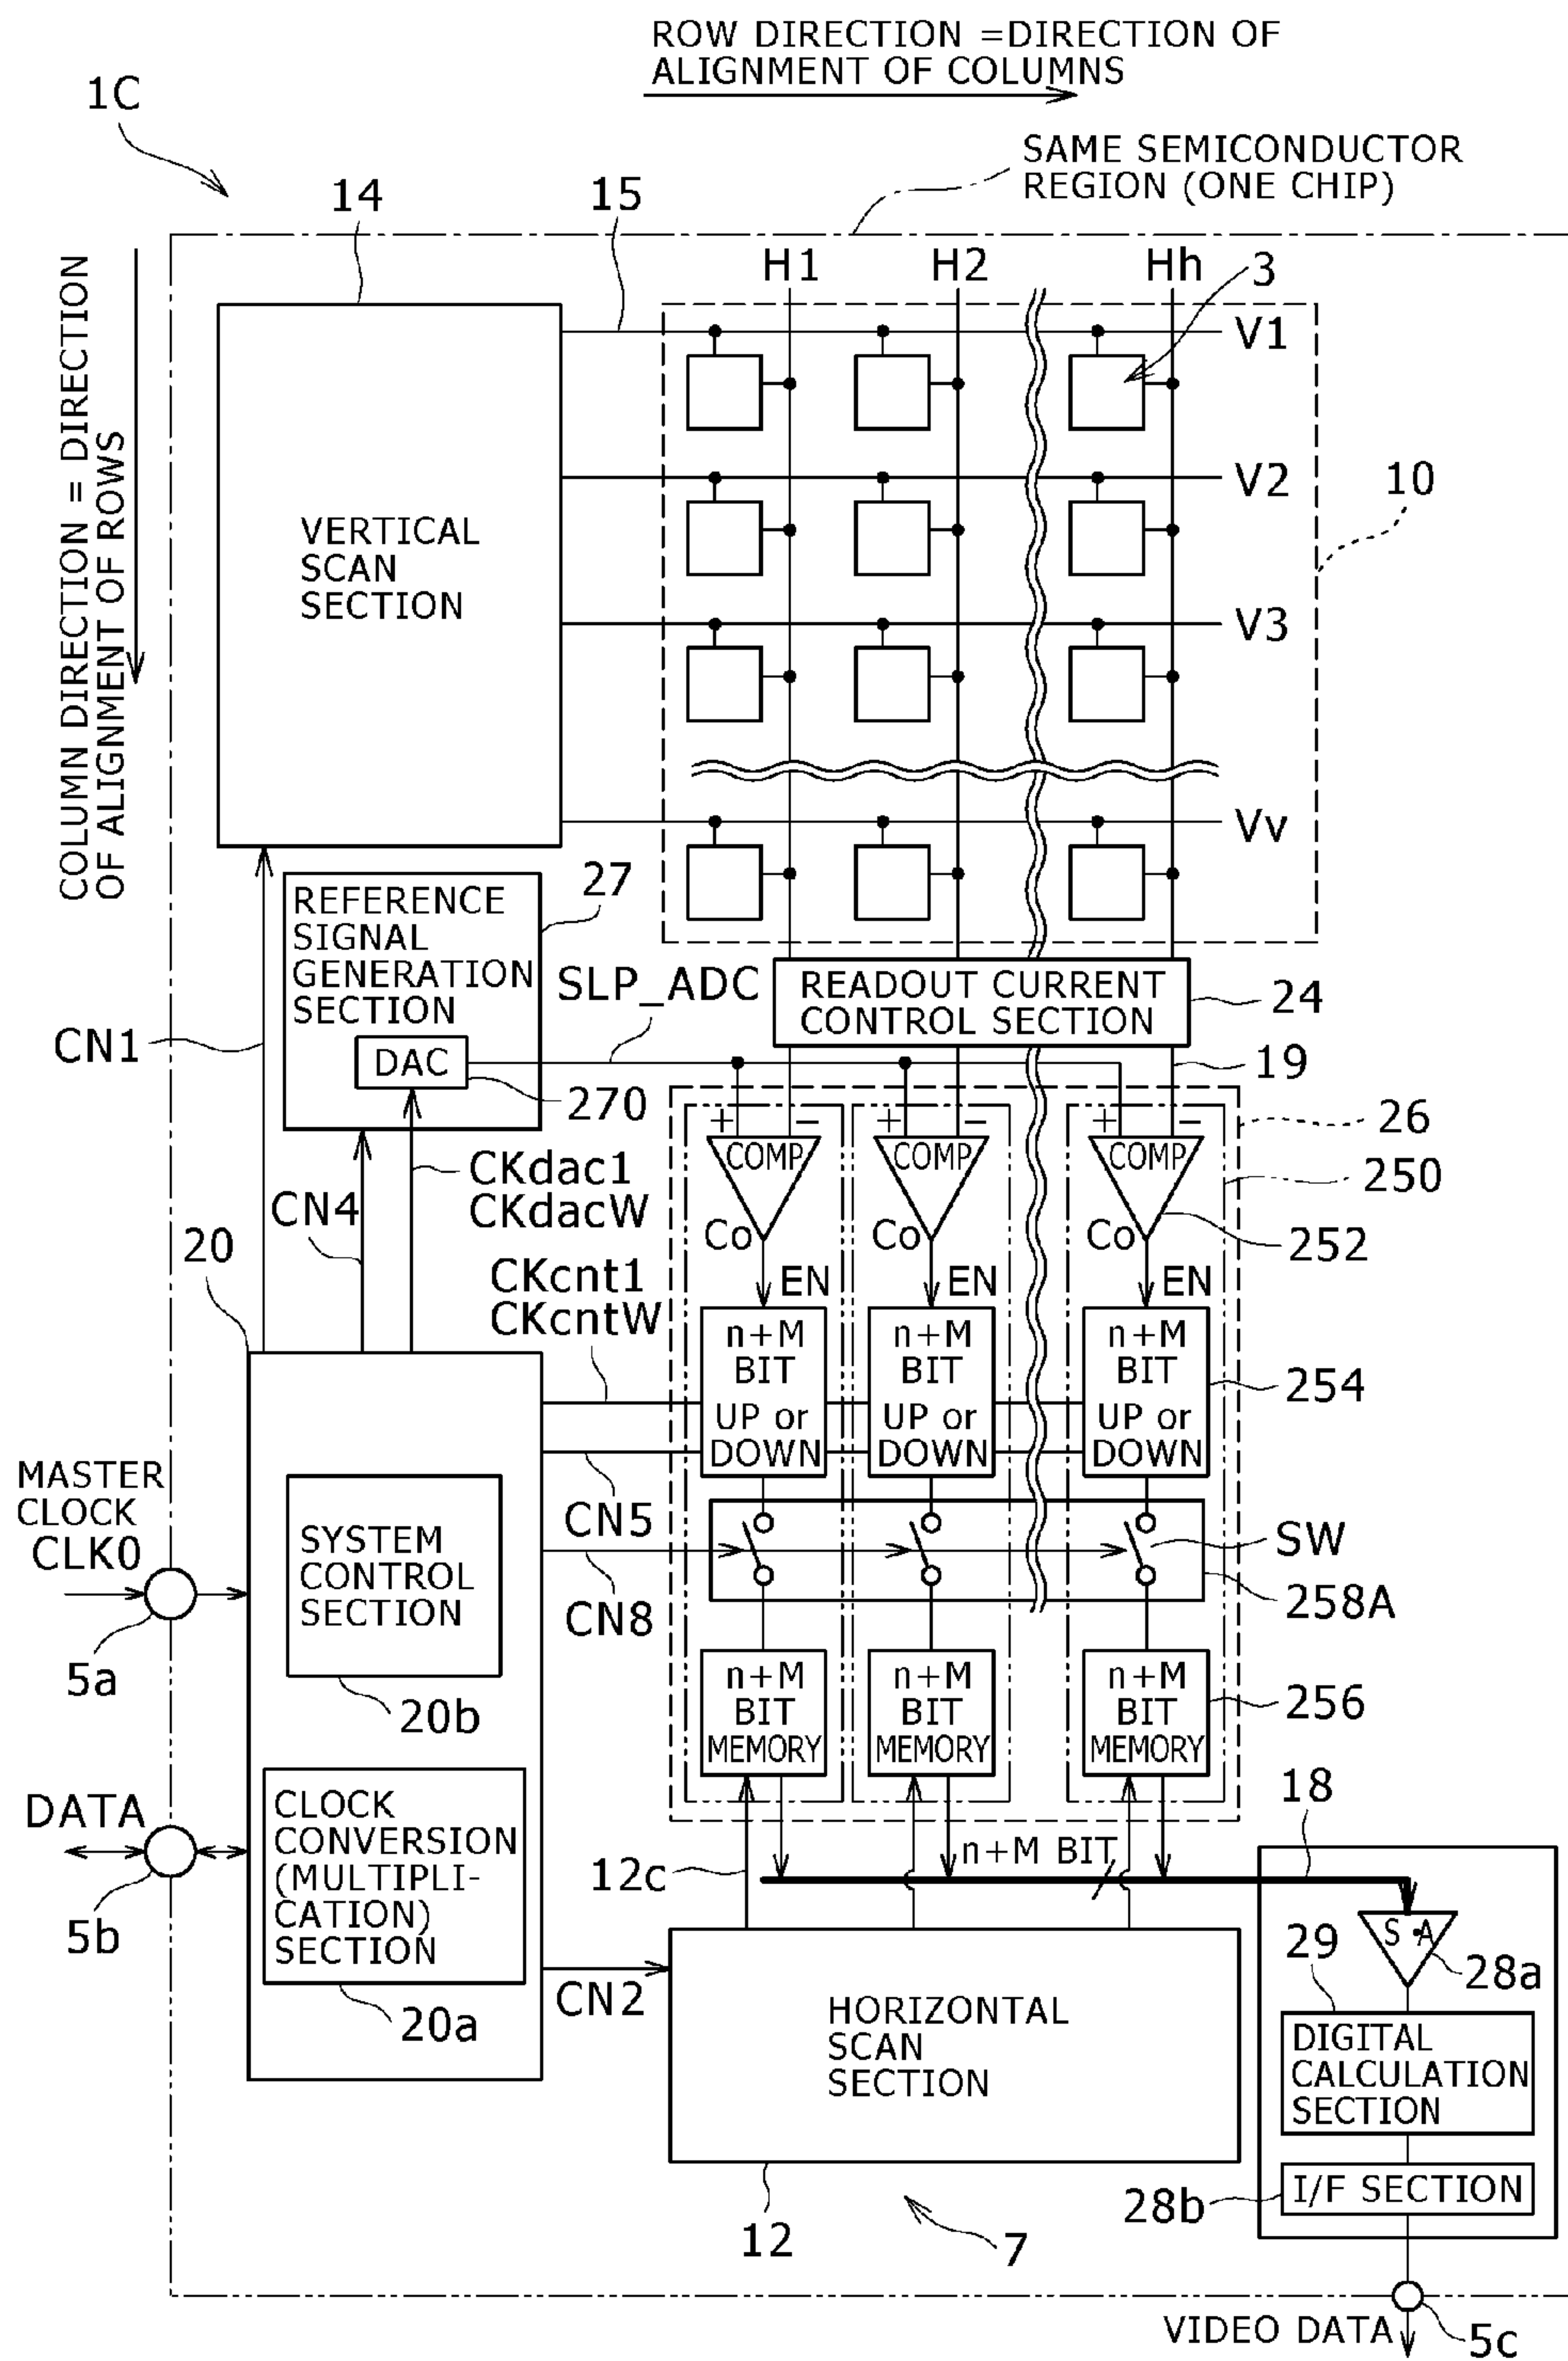 ROW DIRECTION =DIRECTION OF
ALIGNMENT OF COLUMNS
1C
SAME SEMICONDUCTOR
REGION (ONE CHIP)
14
15
H1
H2
Hh
3
COLUMN DIRECTION = DIRECTION
OF ALIGNMENT OF ROWS
V1
V2
10
VERTICAL
SCAN
SECTION
V3
Vv
REFERENCE
SIGNAL
GENERATION
SECTION
27
SLP_ADC
READOUT CURRENT
CONTROL SECTION
24
CN1
DAC
270
19
+
−
+
−
+
−
26
COMP
COMP
COMP
250
CKdac1
CKdacW
CN4
Co
Co
Co
252
20
CKcnt1
CKcntW
EN
EN
EN
n+M
BIT
UP or
DOWN
n+M
BIT
UP or
DOWN
n+M
BIT
UP or
DOWN
254
MASTER
CLOCK
CLK0
CN5
SYSTEM
CONTROL
SECTION
SW
CN8
258A
5a
20b
n+M
BIT
MEMORY
n+M
BIT
MEMORY
n+M
BIT
MEMORY
256
DATA
CLOCK
CONVERSION
(MULTIPLI-
CATION)
SECTION
18
n+M BIT
12c
5b
S•A
29
28a
CN2
20a
HORIZONTAL
SCAN
SECTION
DIGITAL
CALCULATION
SECTION
I/F SECTION
28b
12
7
VIDEO DATA
5c